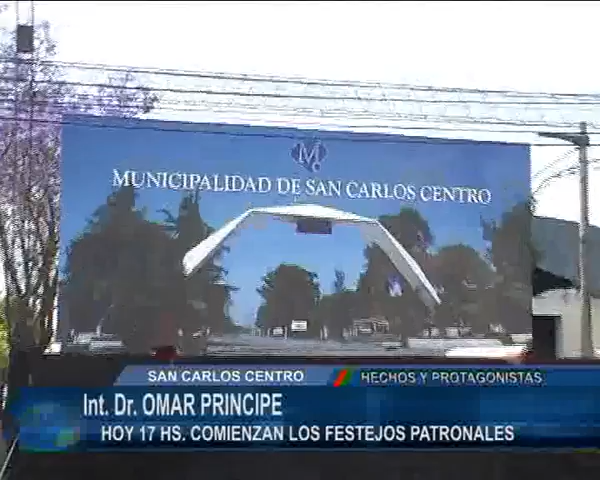 M
MUNICIPALIDAD DE SAN CARLOS CENTRO
SAN CARLOS CENTRO
HECHOS Y PROTAGONISTAS
Int. Dr. OMAR PRINCIPE
HOY 17 HS. COMIENZAN LOS FESTEJOS PATRONALES